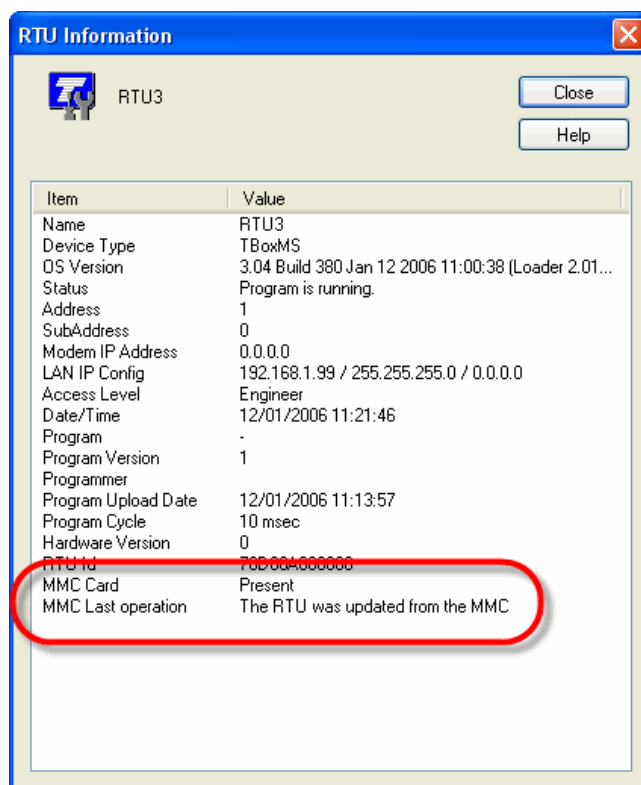 RTU Information
RTU3
Close
Help
Item Value
Name RTU3
Device Type TBoxMS
OS Version 3.04 Build 380 Jan 12 2006 11:00:38 (Loader 2.01...
Status Program is running.
Address 1
SubAddress 0
Modem IP Address 0.0.0.0
LAN IP Config 192.168.1.99 / 255.255.255.0 / 0.0.0.0
Access Level Engineer
Date/Time 12/01/2006 11:21:46
Program -
Program Version 1
Programmer
Program Upload Date 12/01/2006 11:13:57
Program Cycle 10 msec
Hardware Version 0
RTU Id
MMC Card Present
MMC Last operation The RTU was updated from the MMC